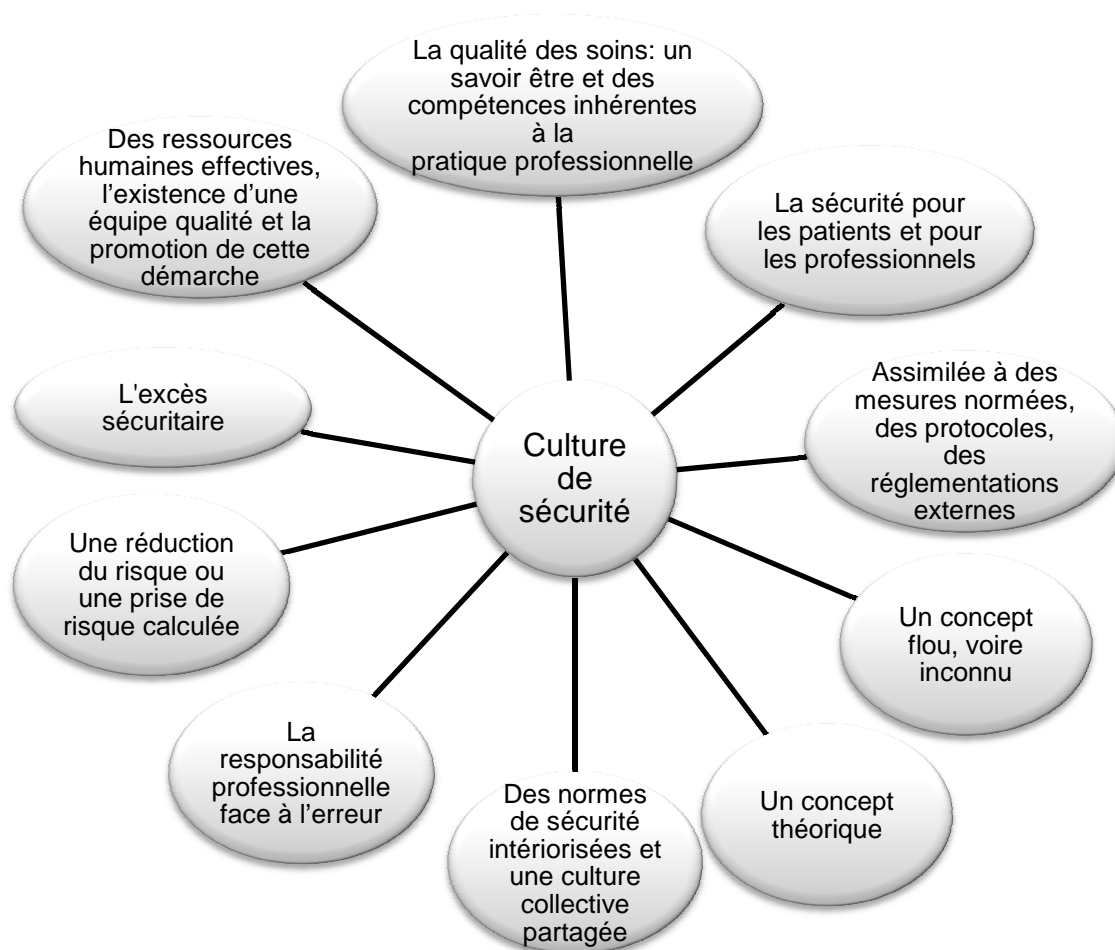 La qualité des soins: un
savoir être et des
compétences inhérentes
à la
pratique professionnelle
Des ressources
humaines effectives,
l’existence d’une
équipe qualité et la
promotion de cette
démarche
La sécurité pour
les patients et pour
les professionnels
L'excès
sécuritaire
Assimilée à des
mesures normées,
des protocoles,
des
réglementations
externes
Culture
de
sécurité
Une réduction
du risque ou
une prise de
risque calculée
Un concept
flou, voire
inconnu
La
responsabilité
professionnelle
face à l’erreur
Des normes
de sécurité
intériorisées et
une culture
collective
partagée
Un concept
théorique